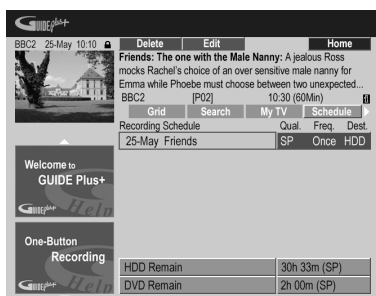 GUIDE Plus+
BBC2 25-May 10:10 Delete Edit Home
Friends: The one with the Male Nanny: A jealous Ross
mocks Rachel's choice of an over sensitive male nanny for
Emma while Phoebe must choose between two unexpected...
BBC2 [P02] 10:30 (60Min)
Grid Search My TV Schedule
Recording Schedule Qual. Freq. Dest.
25-May Friends SP Once HDD
Welcome to
GUIDE Plus+
GUIDE Plus+ Help
One-Button
Recording
GUIDE Plus+ Help
HDD Remain 30h 33m (SP)
DVD Remain 2h 00m (SP)